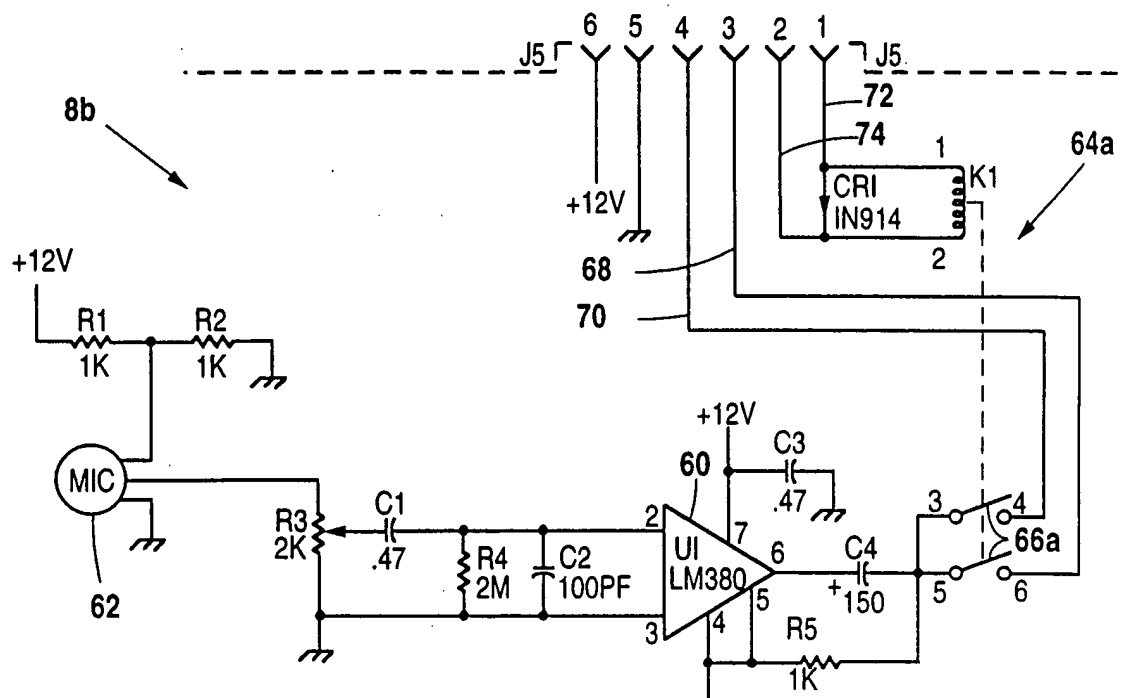 6 5 4 3 2 1
J5 J5
8b
72
74
64a
1
K1
CRI
IN914
2
+12V
68
70
+12V
R1 R2
1K 1K
+12V
60
C3
.47
MIC
62
R3
2K
C1
.47
R4
2M
C2
100PF
2
7
UI
LM380
6
5
4
3
C4
+150
R5
1K
3 4
66a
5 6